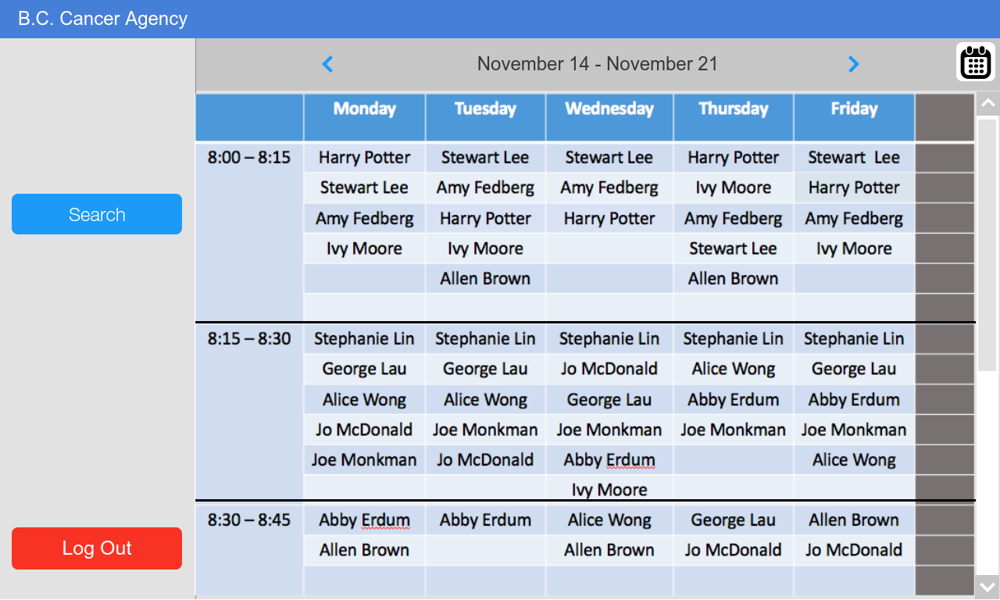 B.C. Cancer Agency
November 14 - November 21
Search
Log Out
Monday Tuesday Wednesday Thursday Friday
8:00 – 8:15 Harry Potter Stewart Lee Stewart Lee Harry Potter Stewart Lee
Stewart Lee Amy Fedberg Amy Fedberg Ivy Moore Harry Potter
Amy Fedberg Harry Potter Harry Potter Amy Fedberg Amy Fedberg
Ivy Moore Ivy Moore Stewart Lee Ivy Moore
Allen Brown Allen Brown
8:15 – 8:30 Stephanie Lin Stephanie Lin Stephanie Lin Stephanie Lin Stephanie Lin
George Lau George Lau Jo McDonald Alice Wong George Lau
Alice Wong Alice Wong George Lau Abby Erdum Abby Erdum
Jo McDonald Joe Monkman Joe Monkman Joe Monkman Joe Monkman
Joe Monkman Jo McDonald Abby Erdum Alice Wong
Ivy Moore
8:30 – 8:45 Abby Erdum Abby Erdum Alice Wong George Lau Allen Brown
Allen Brown Allen Brown Jo McDonald Jo McDonald